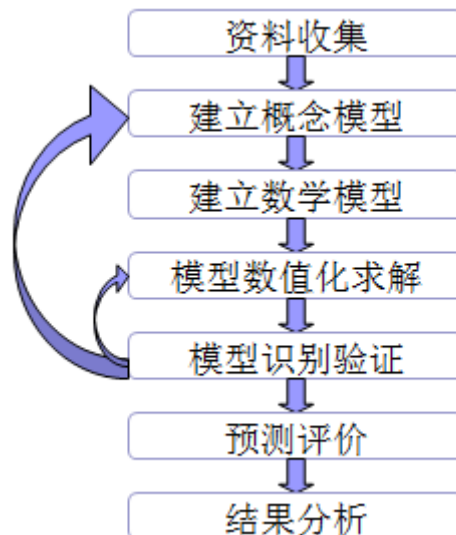 资料收集
建立概念模型
建立数学模型
模型数值化求解
模型识别验证
预测评价
结果分析